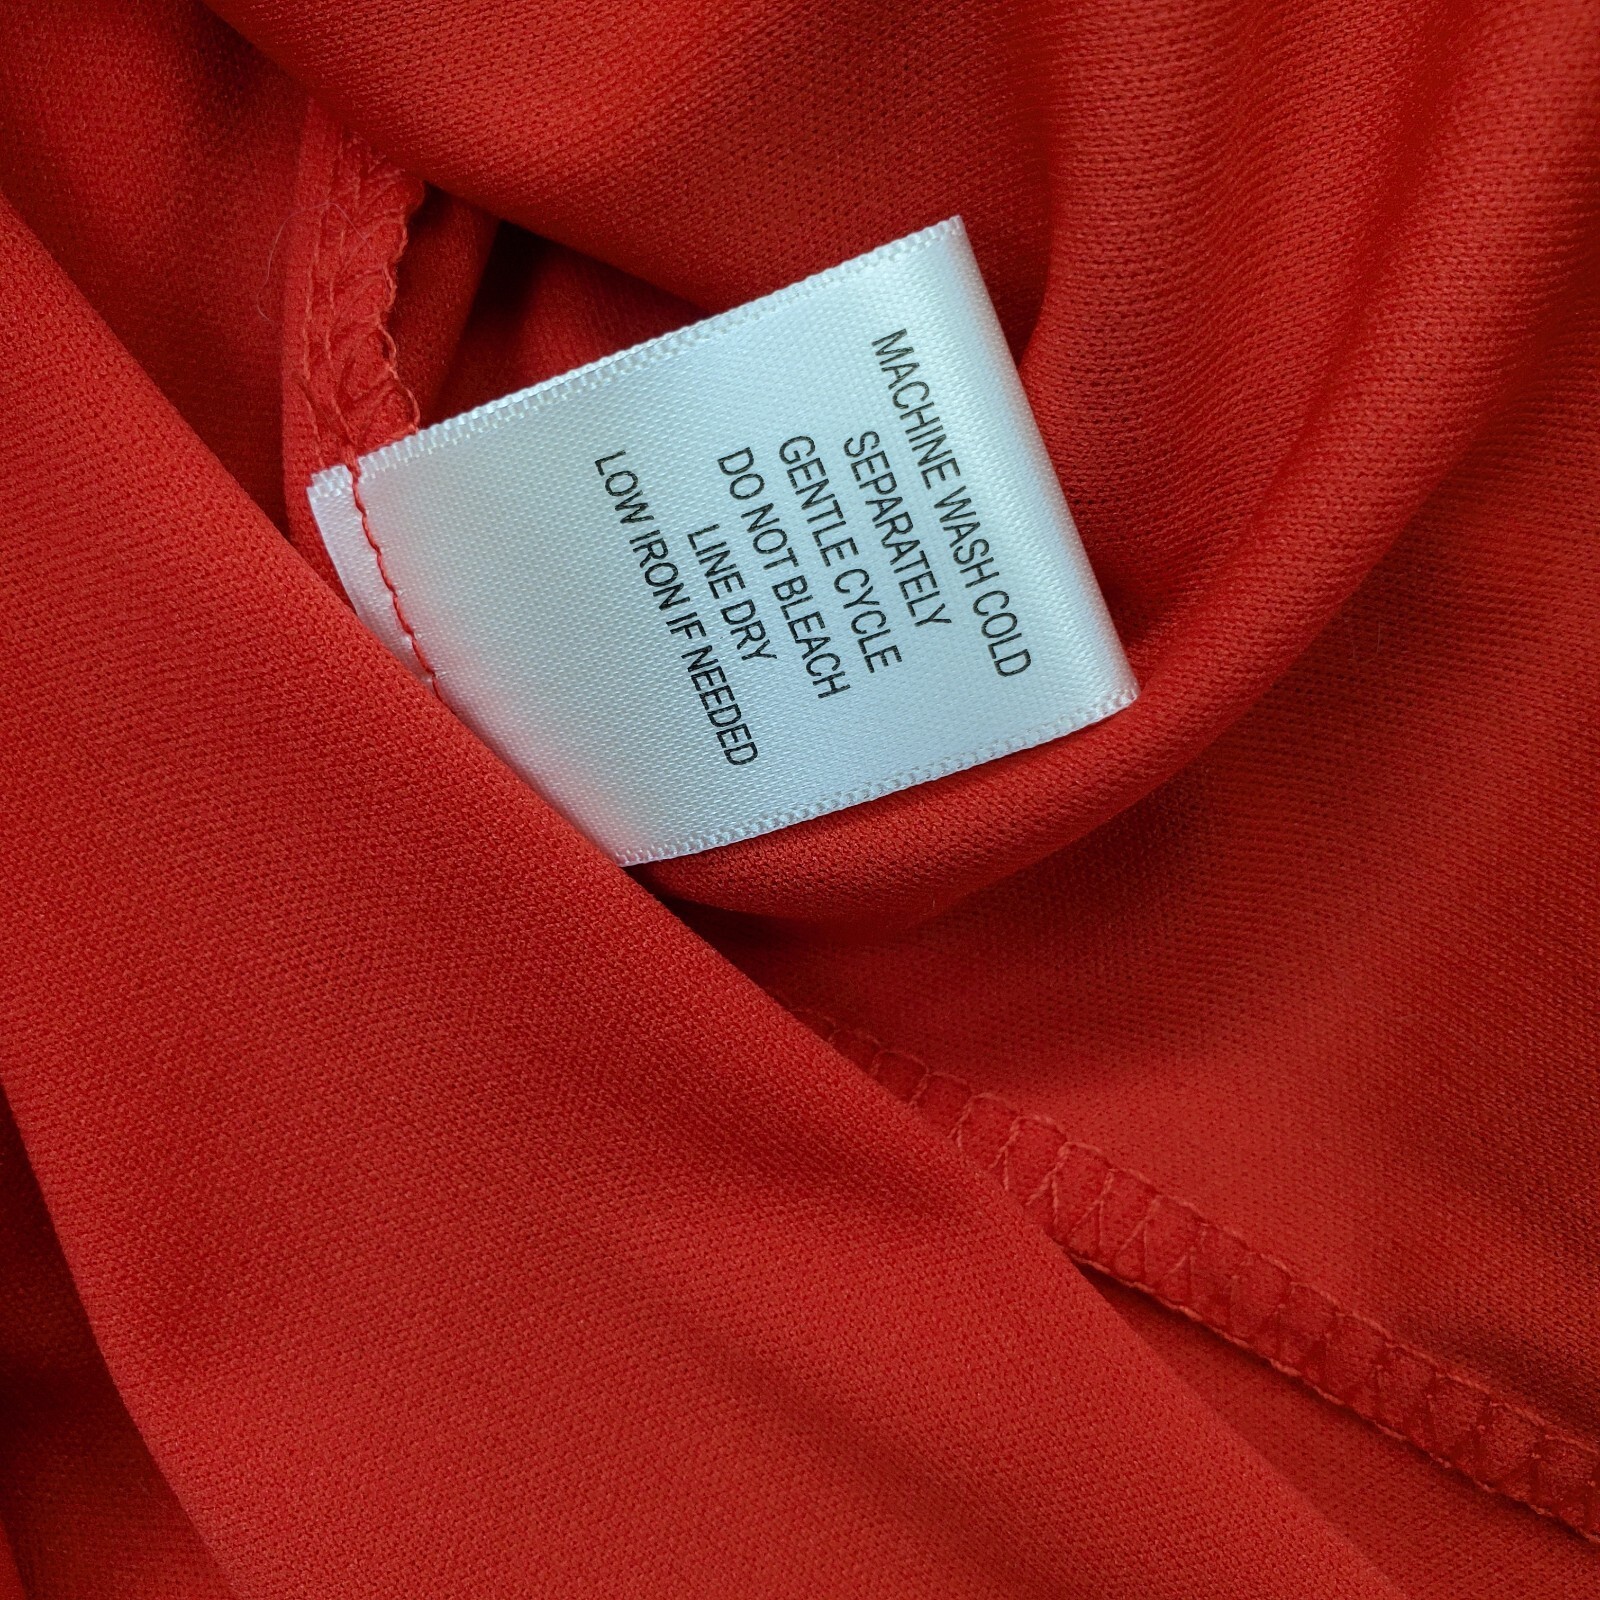 MACHINE WASH COLD
SEPARATELY
GENTLE CYCLE
DO NOT BLEACH
LINE DRY
LOW IRON IF NEEDED